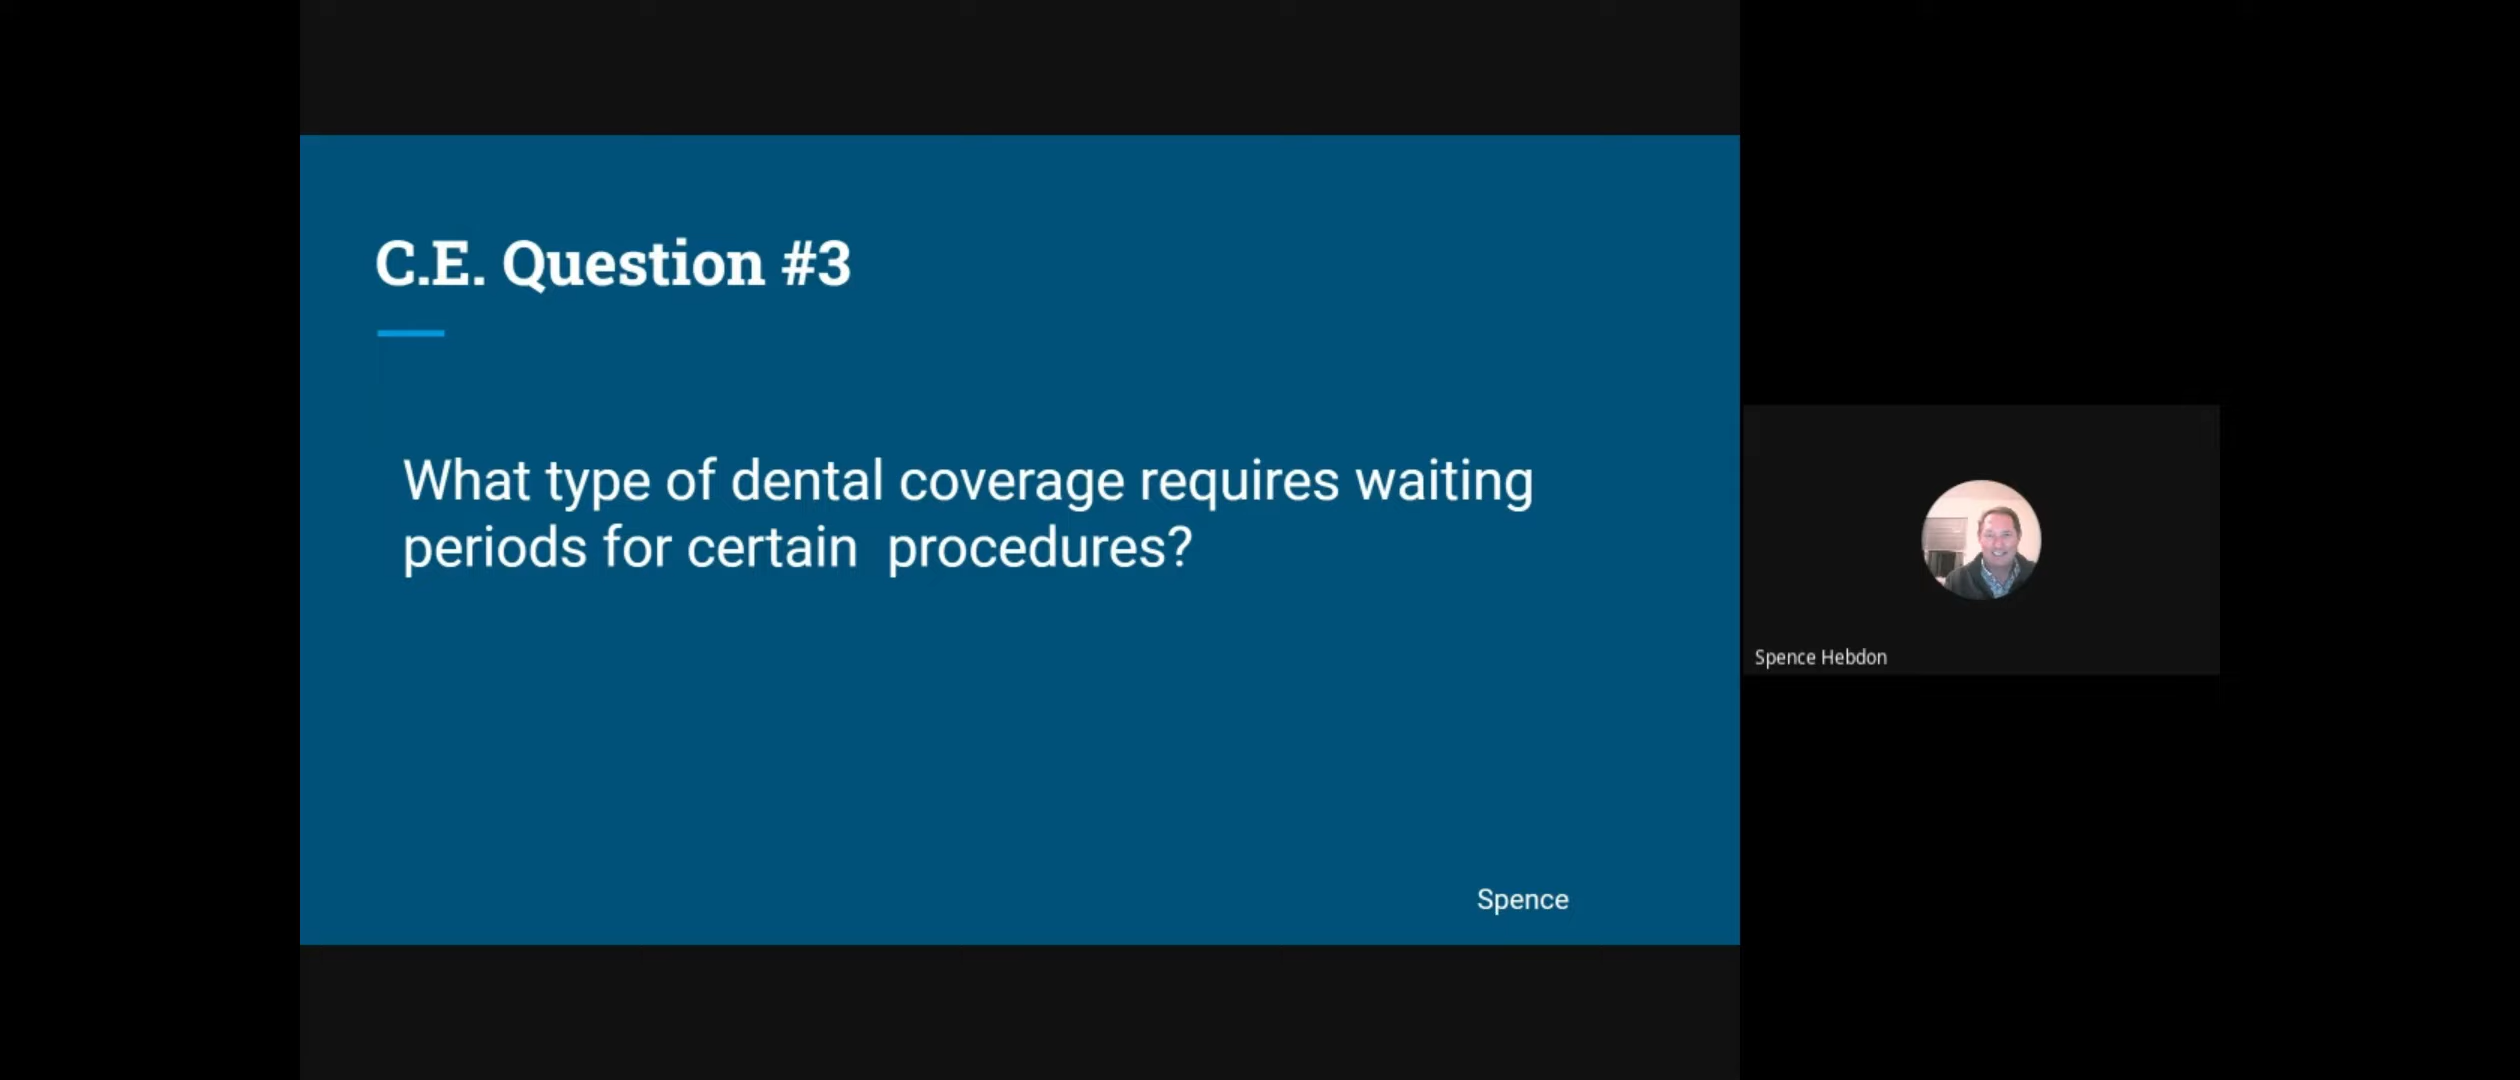 C.E. Question #3
What type of dental coverage requires waiting
periods for certain  procedures?
Spence
Spence Hebdon